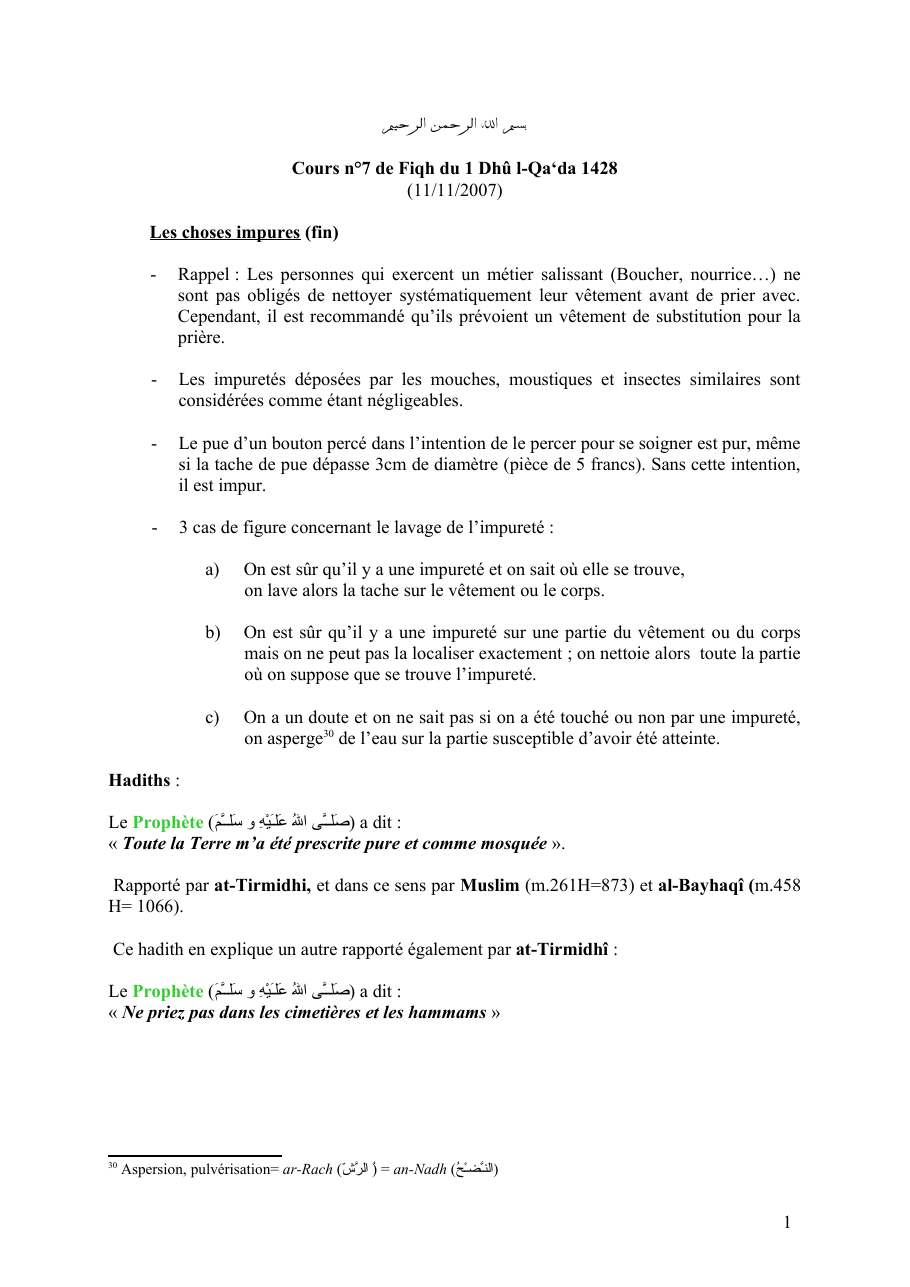 بسم الله الرحمن الرحيم
Cours n°7 de Fiqh du 1 Dhû l-Qa‘da 1428
(11/11/2007)
Les choses impures (fin)
- Rappel : Les personnes qui exercent un métier salissant (Boucher, nourrice…) ne
sont pas obligés de nettoyer systématiquement leur vêtement avant de prier avec.
Cependant, il est recommandé qu’ils prévoient un vêtement de substitution pour la
prière.
- Les impuretés déposées par les mouches, moustiques et insectes similaires sont
considérées comme étant négligeables.
- Le pue d’un bouton percé dans l’intention de le percer pour se soigner est pur, même
si la tache de pue dépasse 3cm de diamètre (pièce de 5 francs). Sans cette intention,
il est impur.
- 3 cas de figure concernant le lavage de l’impureté :
a) On est sûr qu’il y a une impureté et on sait où elle se trouve,
on lave alors la tache sur le vêtement ou le corps.
b) On est sûr qu’il y a une impureté sur une partie du vêtement ou du corps
mais on ne peut pas la localiser exactement ; on nettoie alors toute la partie
où on suppose que se trouve l’impureté.
c) On a un doute et on ne sait pas si on a été touché ou non par une impureté,
on asperge30 de l’eau sur la partie susceptible d’avoir été atteinte.
Hadiths :
Le Prophète (صَلَـــَّى اللهُ عَلَـيْهِ و سَلَـــَّمَ) a dit :
« Toute la Terre m’a été prescrite pure et comme mosquée ».
Rapporté par at-Tirmidhi, et dans ce sens par Muslim (m.261H=873) et al-Bayhaqî (m.458
H= 1066).
Ce hadith en explique un autre rapporté également par at-Tirmidhî :
Le Prophète (صَلَـــَّى اللهُ عَلَـيْهِ و سَلَـــَّمَ) a dit :
« Ne priez pas dans les cimetières et les hammams »
30 Aspersion, pulvérisation= ar-Rach (الرَّشّ ُ) = an-Nadh (النـَّضـْـحُ)
1